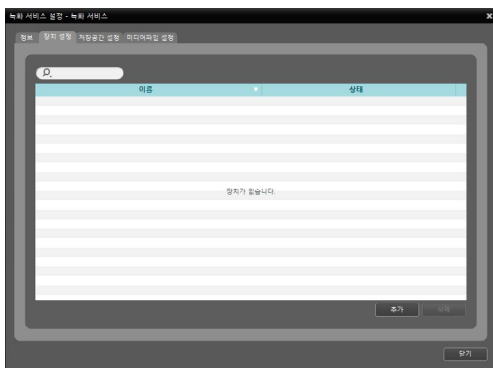 녹화 서비스 설정 - 녹화 서비스
정보 장치 설정 저장공간 설정 미디어파일 설정
이름 상태
장치가 없습니다.
추가 삭제
닫기